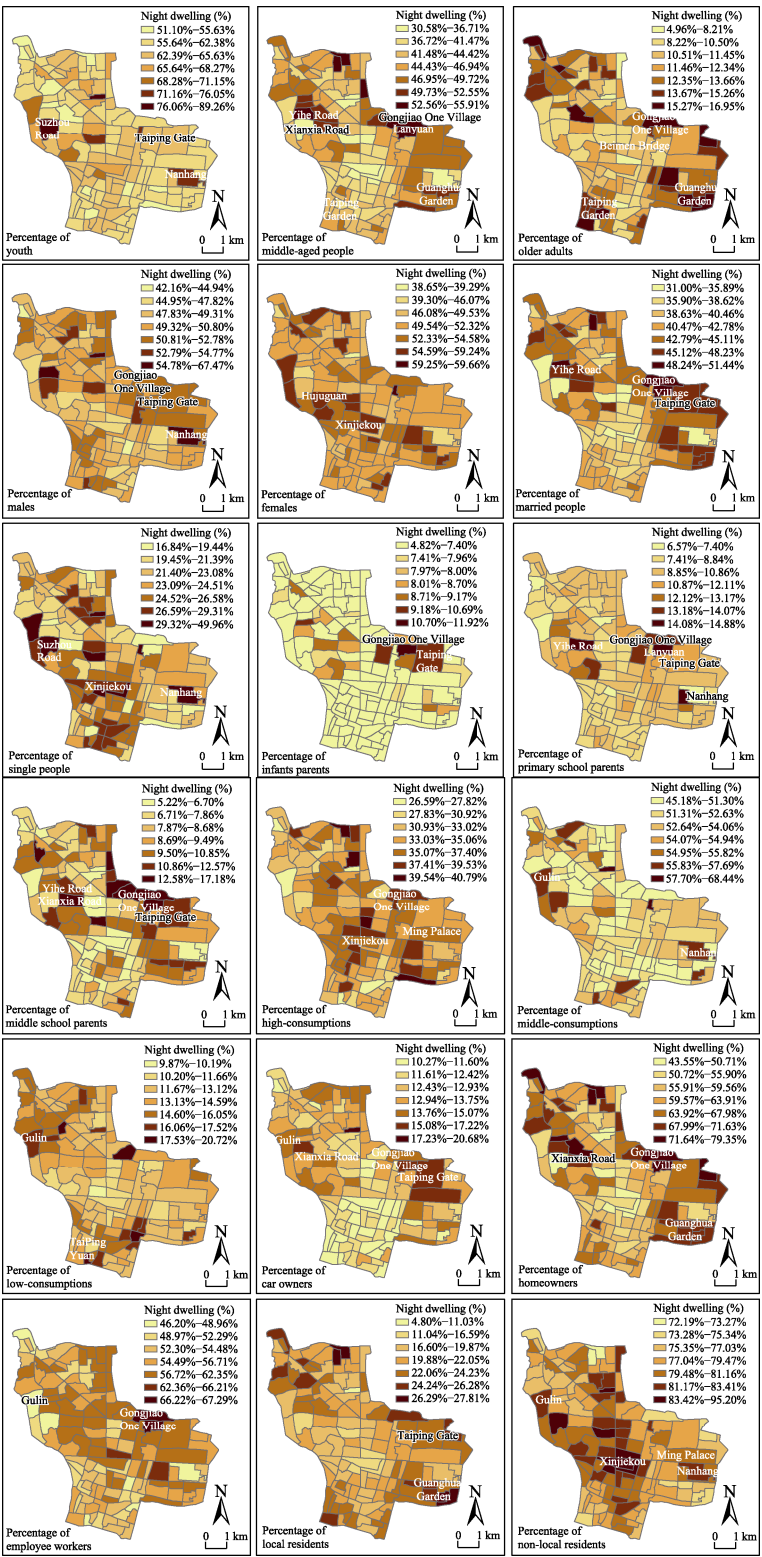 Night dwelling (%)
51.10%−55.63%
55.64%−62.38%
62.39%−65.63%
65.64%−68.27%
68.28%−71.15%
71.16%−76.05%
76.06%−89.26%
Suzhou
Road
Taiping Gate
Nanhang
N
0 1 km
Percentage of
youth
Night dwelling (%)
30.58%−36.71%
36.72%−41.47%
41.48%−44.42%
44.43%−46.94%
46.95%−49.72%
49.73%−52.55%
52.56%−55.91%
Yihe Road
Xianxia Road
Gongjiao One Village
Lanyuan
Guanghua
Garden
Taiping
Garden
N
0 1 km
Percentage of
middle-aged people
Night dwelling (%)
4.96%−8.21%
8.22%−10.50%
10.51%−11.45%
11.46%−12.34%
12.35%−13.66%
13.67%−15.26%
15.27%−16.95%
Gongjiao
One Village
Beimen Bridge
Guanghua
Garden
Taiping
Garden
N
0 1 km
Percentage of
older adults
Night dwelling (%)
42.16%−44.94%
44.95%−47.82%
47.83%−49.31%
49.32%−50.80%
50.81%−52.78%
52.79%−54.77%
54.78%−67.47%
Gongjiao
One Village
Taiping Gate
Nanhang
N
0 1 km
Percentage of
males
Night dwelling (%)
38.65%−39.29%
39.30%−46.07%
46.08%−49.53%
49.54%−52.32%
52.33%−54.58%
54.59%−59.24%
59.25%−59.66%
Hujuguan
Xinjiekou
N
0 1 km
Percentage of
females
Night dwelling (%)
31.00%−35.89%
35.90%−38.62%
38.63%−40.46%
40.47%−42.78%
42.79%−45.11%
45.12%−48.23%
48.24%−51.44%
Yihe Road
Gongjiao
One Village
Taiping Gate
N
0 1 km
Percentage of
married people
Night dwelling (%)
16.84%−19.44%
19.45%−21.39%
21.40%−23.08%
23.09%−24.51%
24.52%−26.58%
26.59%−29.31%
29.32%−49.96%
Suzhou
Road
Xinjiekou
Nanhang
N
0 1 km
Percentage of
single people
Night dwelling (%)
4.82%−7.40%
7.41%−7.96%
7.97%−8.00%
8.01%−8.70%
8.71%−9.17%
9.18%−10.69%
10.70%−11.92%
Gongjiao One Village
Taiping
Gate
N
0 1 km
Percentage of
infants parents
Night dwelling (%)
6.57%−7.40%
7.41%−8.84%
8.85%−10.86%
10.87%−12.11%
12.12%−13.17%
13.18%−14.07%
14.08%−14.88%
Yihe Road
Gongjiao One Village
Lanyuan
Taiping Gate
Nanhang
N
0 1 km
Percentage of
primary school parents
Night dwelling (%)
5.22%−6.70%
6.71%−7.86%
7.87%−8.68%
8.69%−9.49%
9.50%−10.85%
10.86%−12.57%
12.58%−17.18%
Yihe Road
Xianxia Road
Gongjiao
One Village
Taiping Gate
N
0 1 km
Percentage of
middle school parents
Night dwelling (%)
26.59%−27.82%
27.83%−30.92%
30.93%−33.02%
33.03%−35.06%
35.07%−37.40%
37.41%−39.53%
39.54%−40.79%
Gongjiao
One Village
Ming Palace
Xinjiekou
N
0 1 km
Percentage of
high-consumptions
Night dwelling (%)
45.18%−51.30%
51.31%−52.63%
52.64%−54.06%
54.07%−54.94%
54.95%−55.82%
55.83%−57.69%
57.70%−68.44%
Gulin
Nanhan
N
0 1 km
Percentage of
middle-consumptions
Night dwelling (%)
9.87%−10.19%
10.20%−11.66%
11.67%−13.12%
13.13%−14.59%
14.60%−16.05%
16.06%−17.52%
17.53%−20.72%
Gulin
TaiPing
Yuan
N
0 1 km
Percentage of
low-consumptions
Night dwelling (%)
10.27%−11.60%
11.61%−12.42%
12.43%−12.93%
12.94%−13.75%
13.76%−15.07%
15.08%−17.22%
17.23%−20.68%
Gulin
Xianxia Road
Gongjiao
One Village
Taiping Gate
N
0 1 km
Percentage of
car owners
Night dwelling (%)
43.55%−50.71%
50.72%−55.90%
55.91%−59.56%
59.57%−63.91%
63.92%−67.98%
67.99%−71.63%
71.64%−79.35%
Xianxia Road
Gongjiao
One Village
Guanghua
Garden
N
0 1 km
Percentage of
homeowners
Night dwelling (%)
46.20%−48.96%
48.97%−52.29%
52.30%−54.48%
54.49%−56.71%
56.72%−62.35%
62.36%−66.21%
66.22%−67.29%
Gulin
Gongjiao
One Village
N
0 1 km
Percentage of
employee workers
Night dwelling (%)
4.80%−11.03%
11.04%−16.59%
16.60%−19.87%
19.88%−22.05%
22.06%−24.23%
24.24%−26.28%
26.29%−27.81%
Taiping Gate
Guanghua
Garden
N
0 1 km
Percentage of
local residents
Night dwelling (%)
72.19%−73.27%
73.28%−75.34%
75.35%−77.03%
77.04%−79.47%
79.48%−81.16%
81.17%−83.41%
83.42%−95.20%
Gulin
Ming Palace
Xinjiekou
Nanhang
N
0 1 km
Percentage of
non-local residents